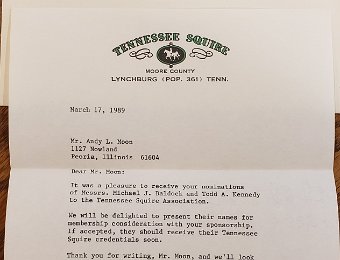 TENNESSEE SQUIRE
MOORE COUNTY
LYNCHBURG (POP. 361) TENN.
March 17, 1989
Mr. Andy L. Moon
1127 Nowland
Peoria, Illinois 61604
Dear Mr. Moon:
It was a pleasure to receive your nominations
of Messrs. Michael J. Baldoch and Todd A. Kennedy
to the Tennessee Squire Association.
We will be delighted to present their names for
membership consideration with your sponsorship.
If accepted, they should receive their Tennessee
Squire credentials soon.
Thank you for writing, Mr. Moon, and we'll look